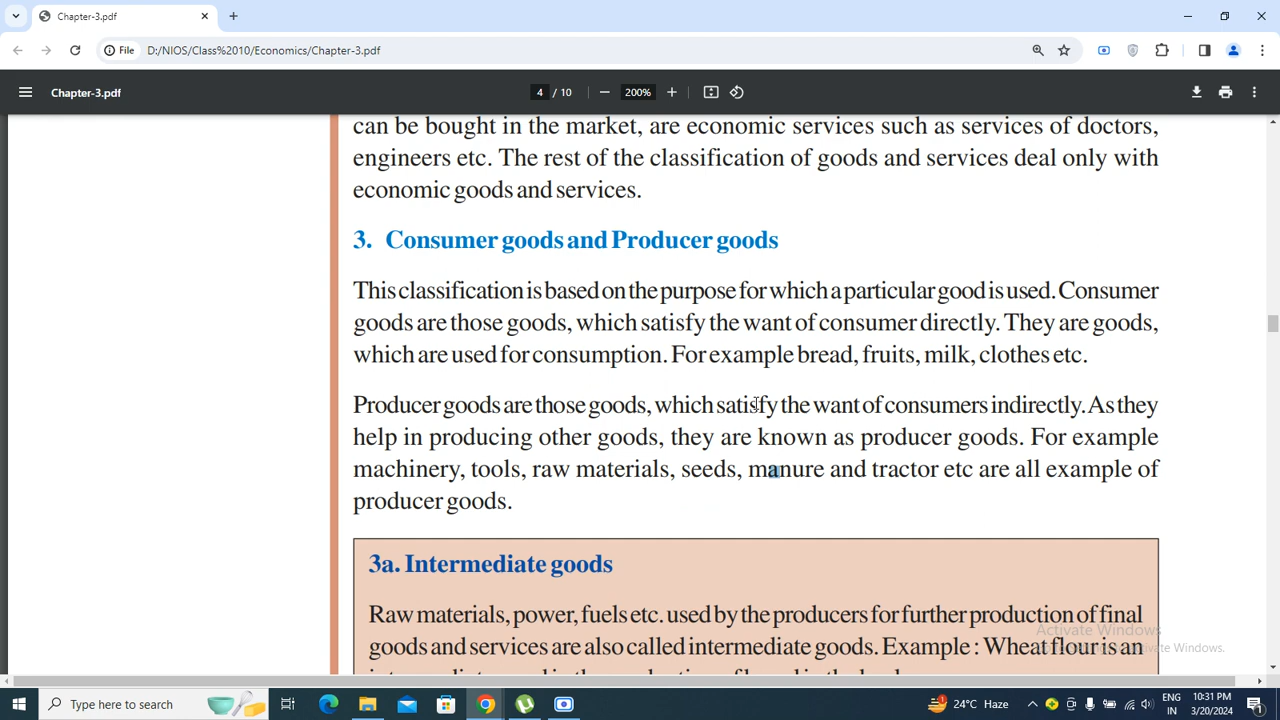 Chapter-3.pdf
File
D:/NIOS/Class%2010/Economics/Chapter-3.pdf
Chapter-3.pdf
4 / 10
200%
can be bought in the market, are economic services such as services of doctors,
engineers etc. The rest of the classification of goods and services deal only with
economic goods and services.
3. Consumer goods and Producer goods
This classification is based on the purpose for which a particular good is used. Consumer
goods are those goods, which satisfy the want of consumer directly. They are goods,
which are used for consumption. For example bread, fruits, milk, clothes etc.
Producer goods are those goods, which satisfy the want of consumers indirectly. As they
help in producing other goods, they are known as producer goods. For example
machinery, tools, raw materials, seeds, manure and tractor etc are all example of
producer goods.
3a. Intermediate goods
Raw materials, power, fuels etc. used by the producers for further production of final
goods and services are also called intermediate goods. Example : Wheat flour is an
Activate Windows
Type here to search
24°C Haze
ENG
IN
10:31 PM
3/20/2024